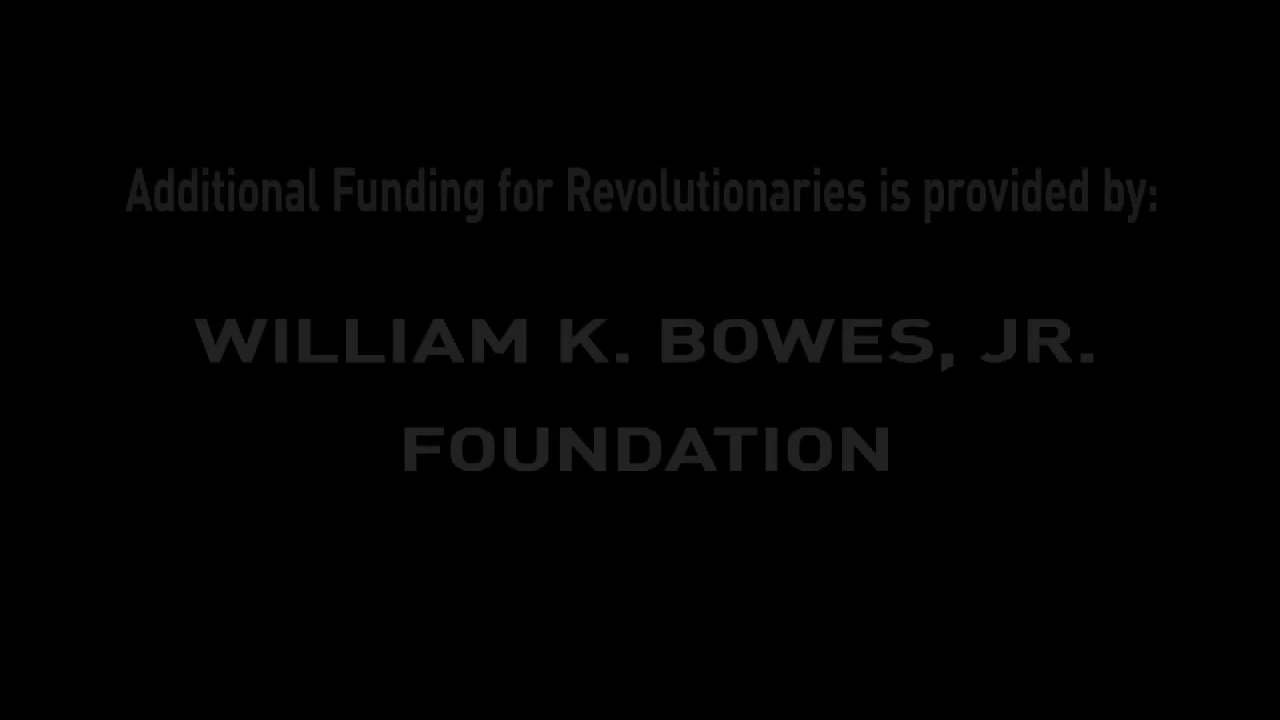 Additional Funding for Revolutionaries is provided by:
WILLIAM K. BOWES, JR.
FOUNDATION